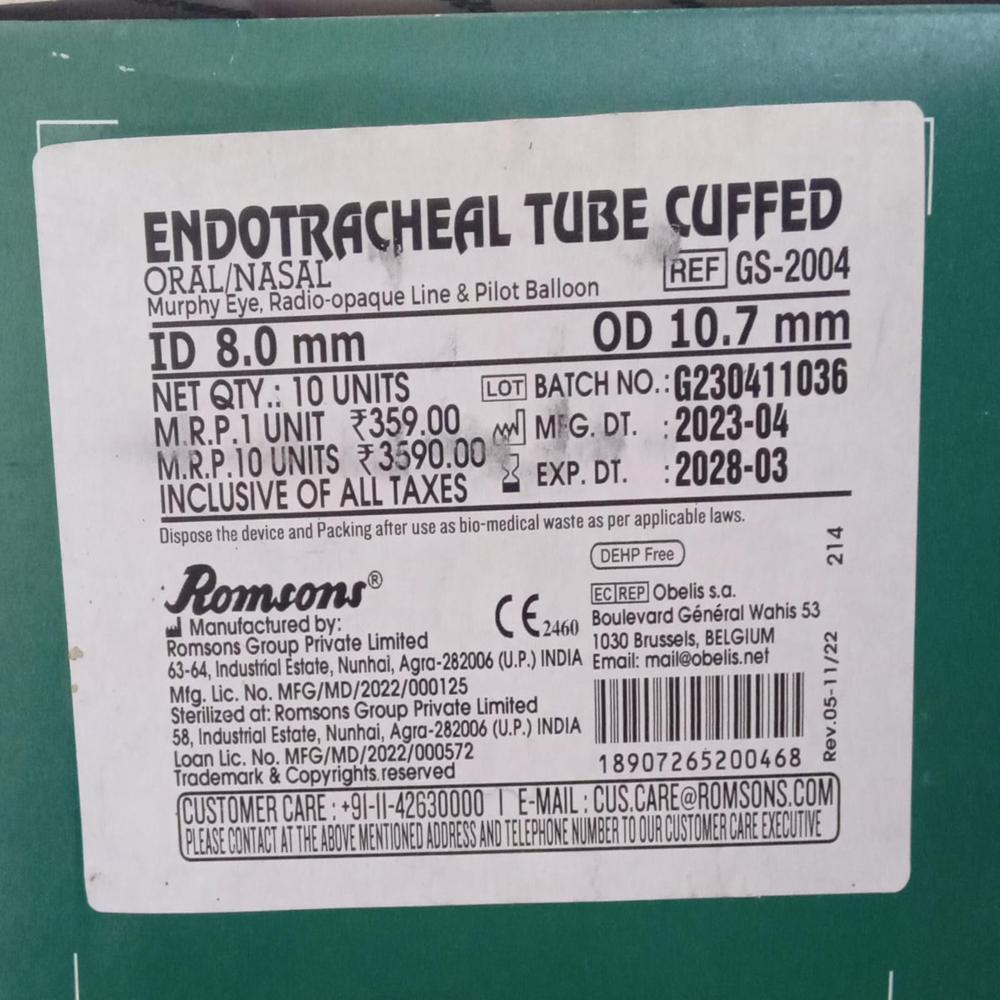 ENDOTRACHEAL TUBE CUFFED
ORAL/NASAL
REF GS-2004
Murphy Eye, Radio-opaque Line & Pilot Balloon
ID 8.0 mm OD 10.7 mm
NET QTY.: 10 UNITS LOT BATCH NO.: G230411036
M.R.P.1 UNIT ₹359.00 MFG. DT. : 2023-04
M.R.P.10 UNITS ₹3590.00 EXP. DT. : 2028-03
INCLUSIVE OF ALL TAXES
Dispose the device and Packing after use as bio-medical waste as per applicable laws.
214
DEHP Free
Romsons®
Manufactured by:
Romsons Group Private Limited
63-64, Industrial Estate, Nunhai, Agra-282006 (U.P.) INDIA
Mfg. Lic. No. MFG/MD/2022/000125
Sterilized at: Romsons Group Private Limited
58, Industrial Estate, Nunhai, Agra-282006 (U.P.) INDIA
Loan Lic. No. MFG/MD/2022/000572
Trademark & Copyrights reserved
CE 2460
EC REP Obelis s.a.
Boulevard Général Wahis 53
1030 Brussels, BELGIUM
Email: mail@obelis.net
18907265200468
Rev.05-11/22
CUSTOMER CARE : +91-11-42630000 | E-MAIL : CUS.CARE@ROMSONS.COM
PLEASE CONTACT AT THE ABOVE MENTIONED ADDRESS AND TELEPHONE NUMBER TO OUR CUSTOMER CARE EXECUTIVE